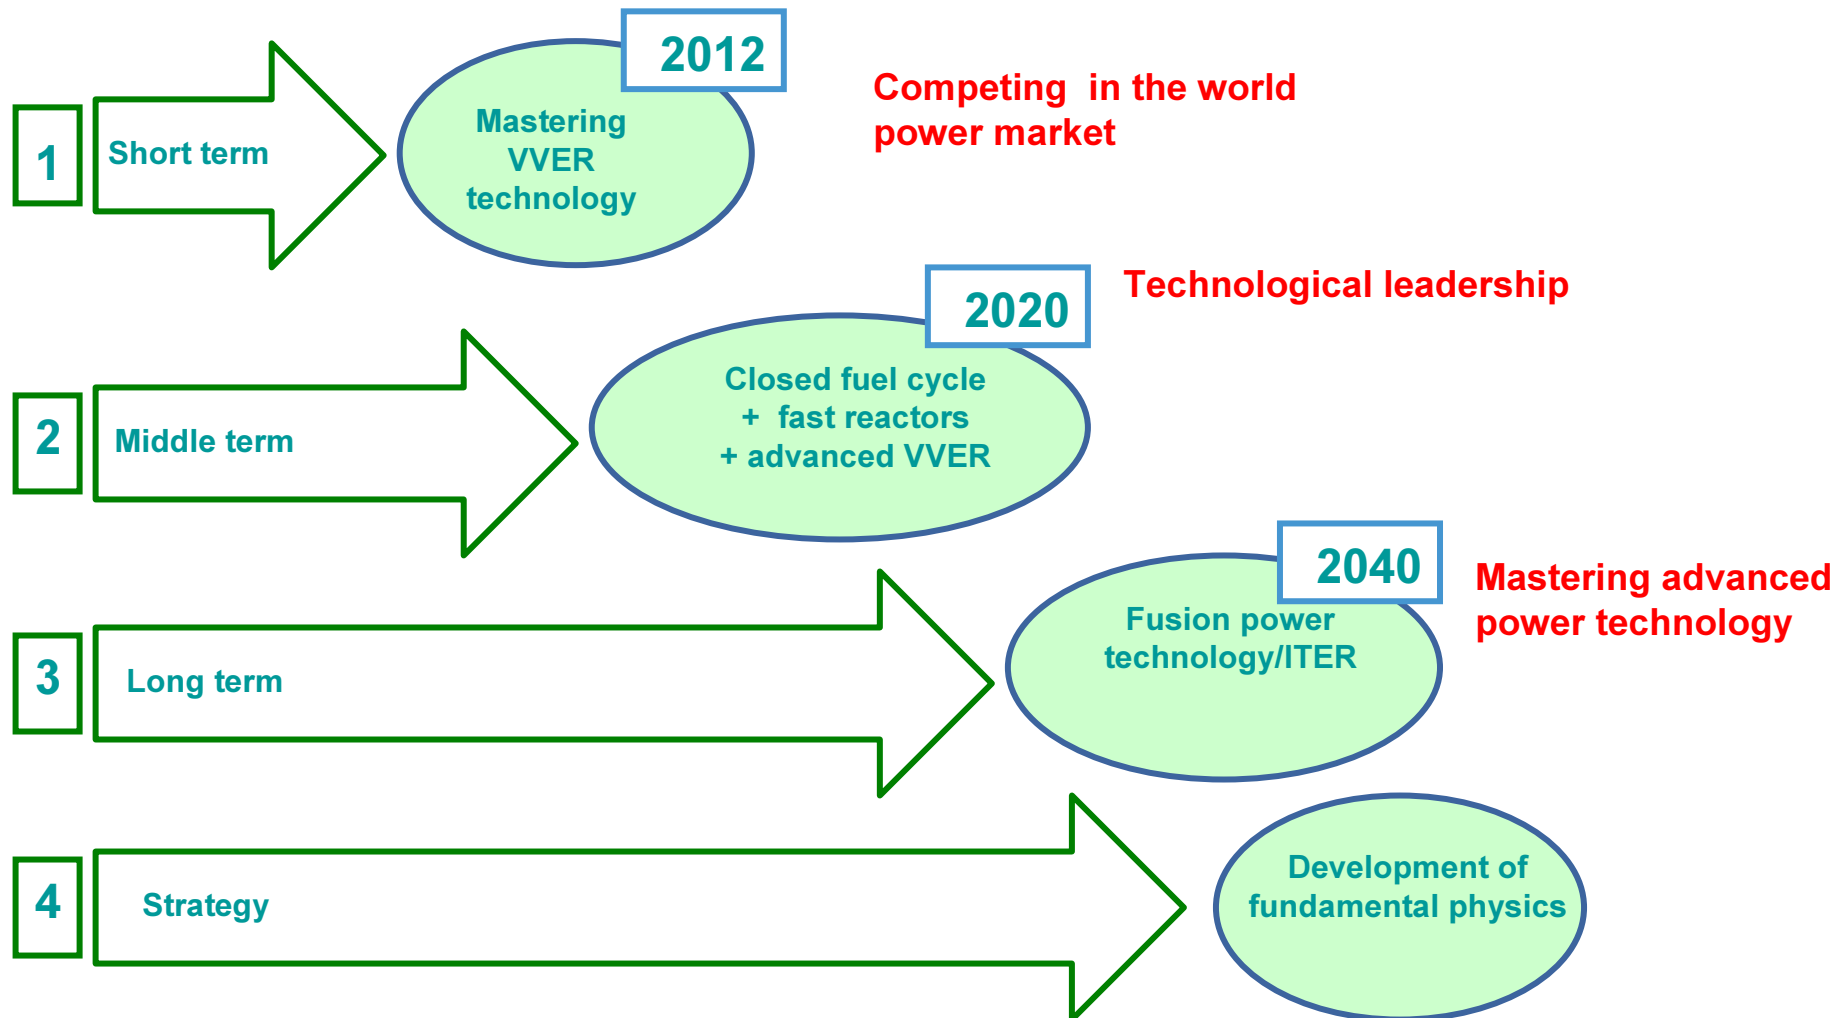 1
Short term
Mastering
VVER
technology
2012
Competing in the world
power market
2
Middle term
Closed fuel cycle
+ fast reactors
+ advanced VVER
2020
Technological leadership
3
Long term
Fusion power
technology/ITER
2040
Mastering advanced
power technology
4
Strategy
Development of
fundamental physics